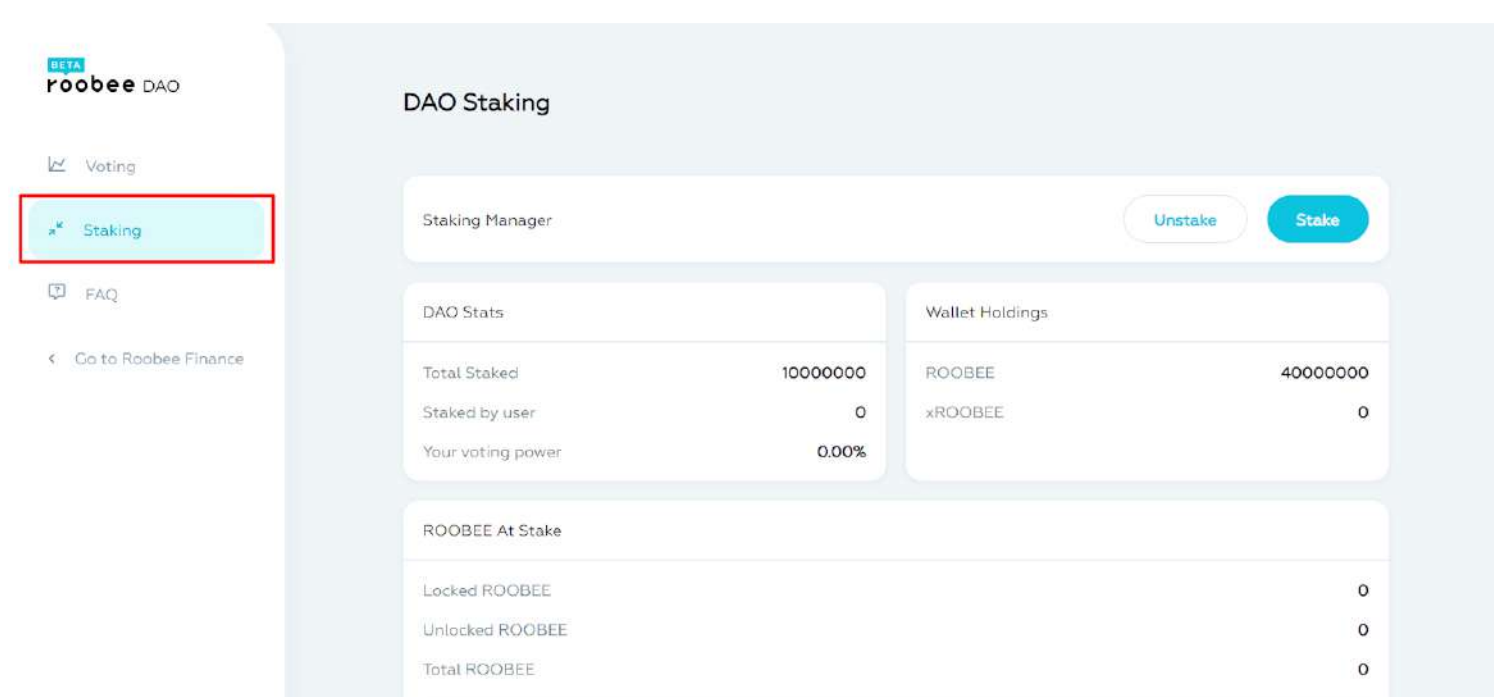 BETA
roobee DAO
Voting
Staking
FAQ
Go to Roobee Finance
DAO Staking
Staking Manager
Unstake
Stake
DAO Stats
Total Staked 10000000
Staked by user 0
Your voting power 0.00%
Wallet Holdings
ROOBEE 40000000
xROOBEE 0
ROOBEE At Stake
Locked ROOBEE 0
Unlocked ROOBEE 0
Total ROOBEE 0